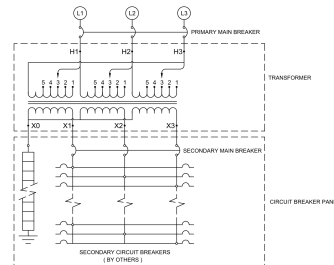 L1 L2 L3
PRIMARY MAIN BREAKER
H1 H2 H3
TRANSFORMER
5 4 3 2 1 5 4 3 2 1 5 4 3 2 1
X0 X1 X2 X3
SECONDARY MAIN BREAKER
CIRCUIT BREAKER PAN
SECONDARY CIRCUIT BREAKERS
( BY OTHERS )